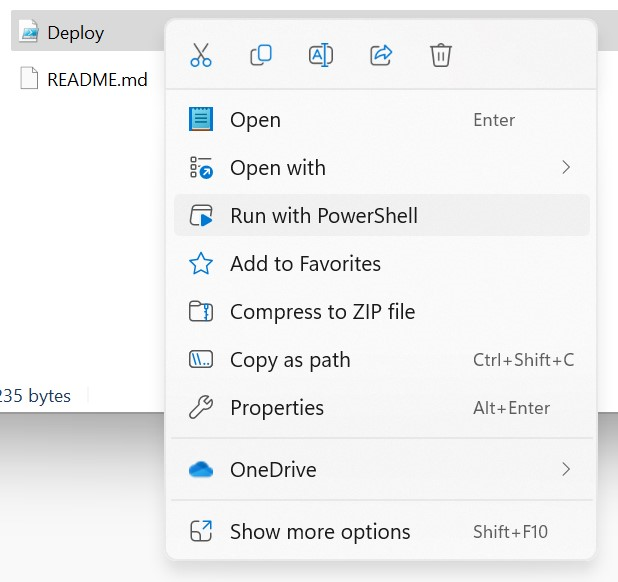 Deploy
README.md
Open Enter
Open with
Run with PowerShell
Add to Favorites
Compress to ZIP file
Copy as path Ctrl+Shift+C
Properties Alt+Enter
OneDrive
Show more options Shift+F10
235 bytes